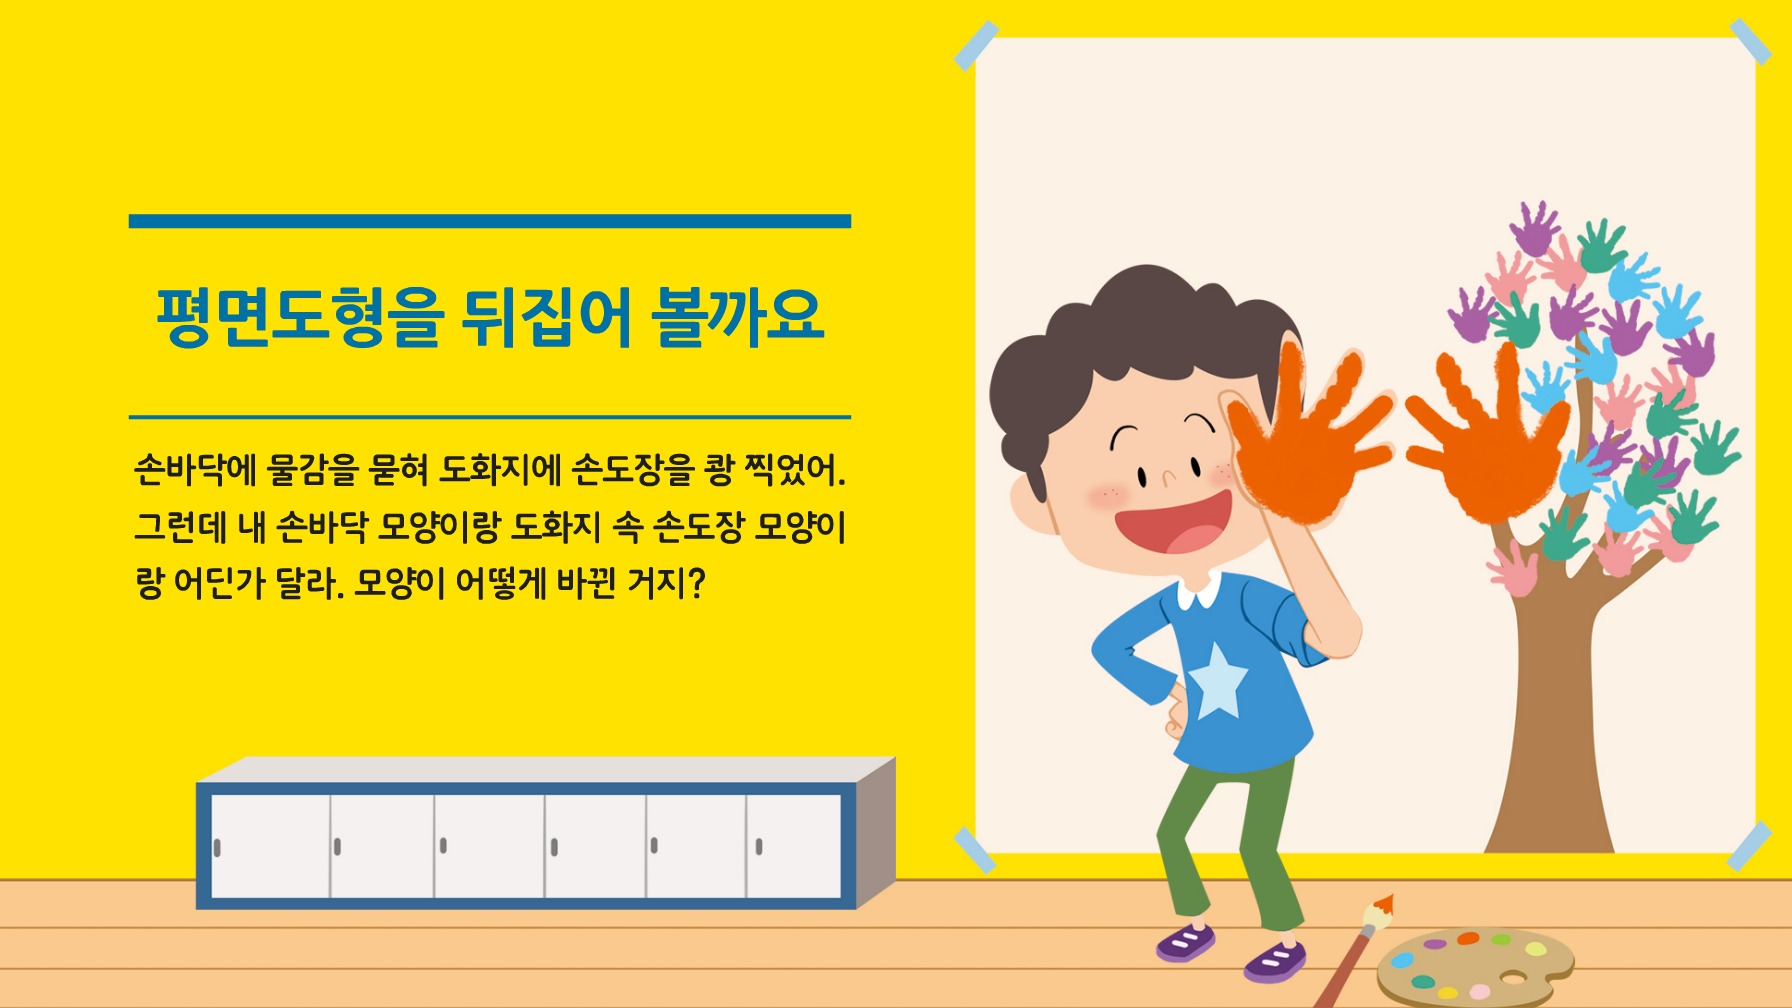 평면도형을 뒤집어 볼까요
손바닥에 물감을 묻혀 도화지에 손도장을 쾅 찍었어.
그런데 내 손바닥 모양이랑 도화지 속 손도장 모양이
랑 어딘가 달라. 모양이 어떻게 바뀐 거지?